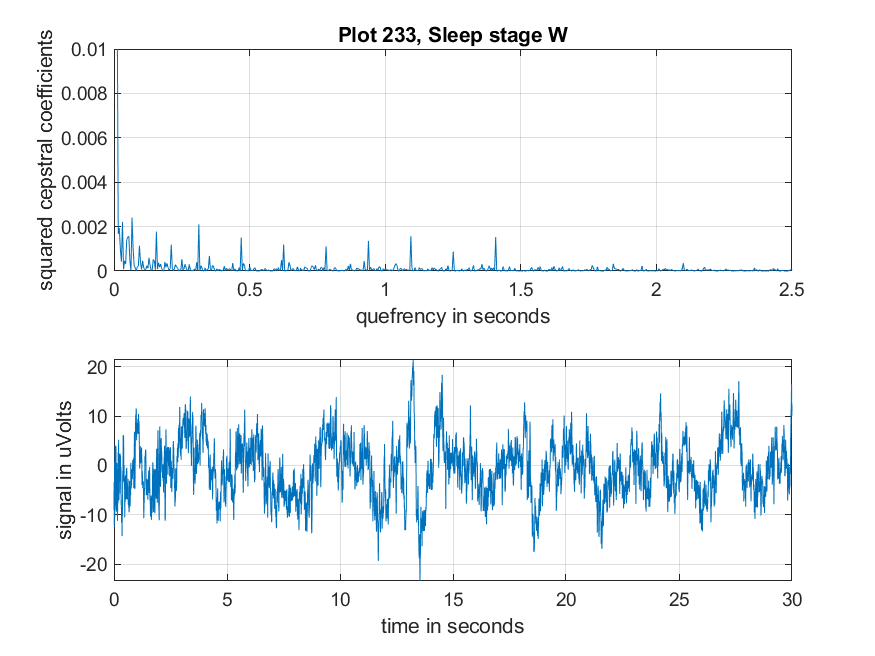 Plot 233, Sleep stage W
squared cepstral coefficients
0.01
0.008
0.006
0.004
0.002
0
0 0.5 1 1.5 2 2.5
quefrency in seconds
signal in uVolts
20
10
0
-10
-20
0 5 10 15 20 25 30
time in seconds